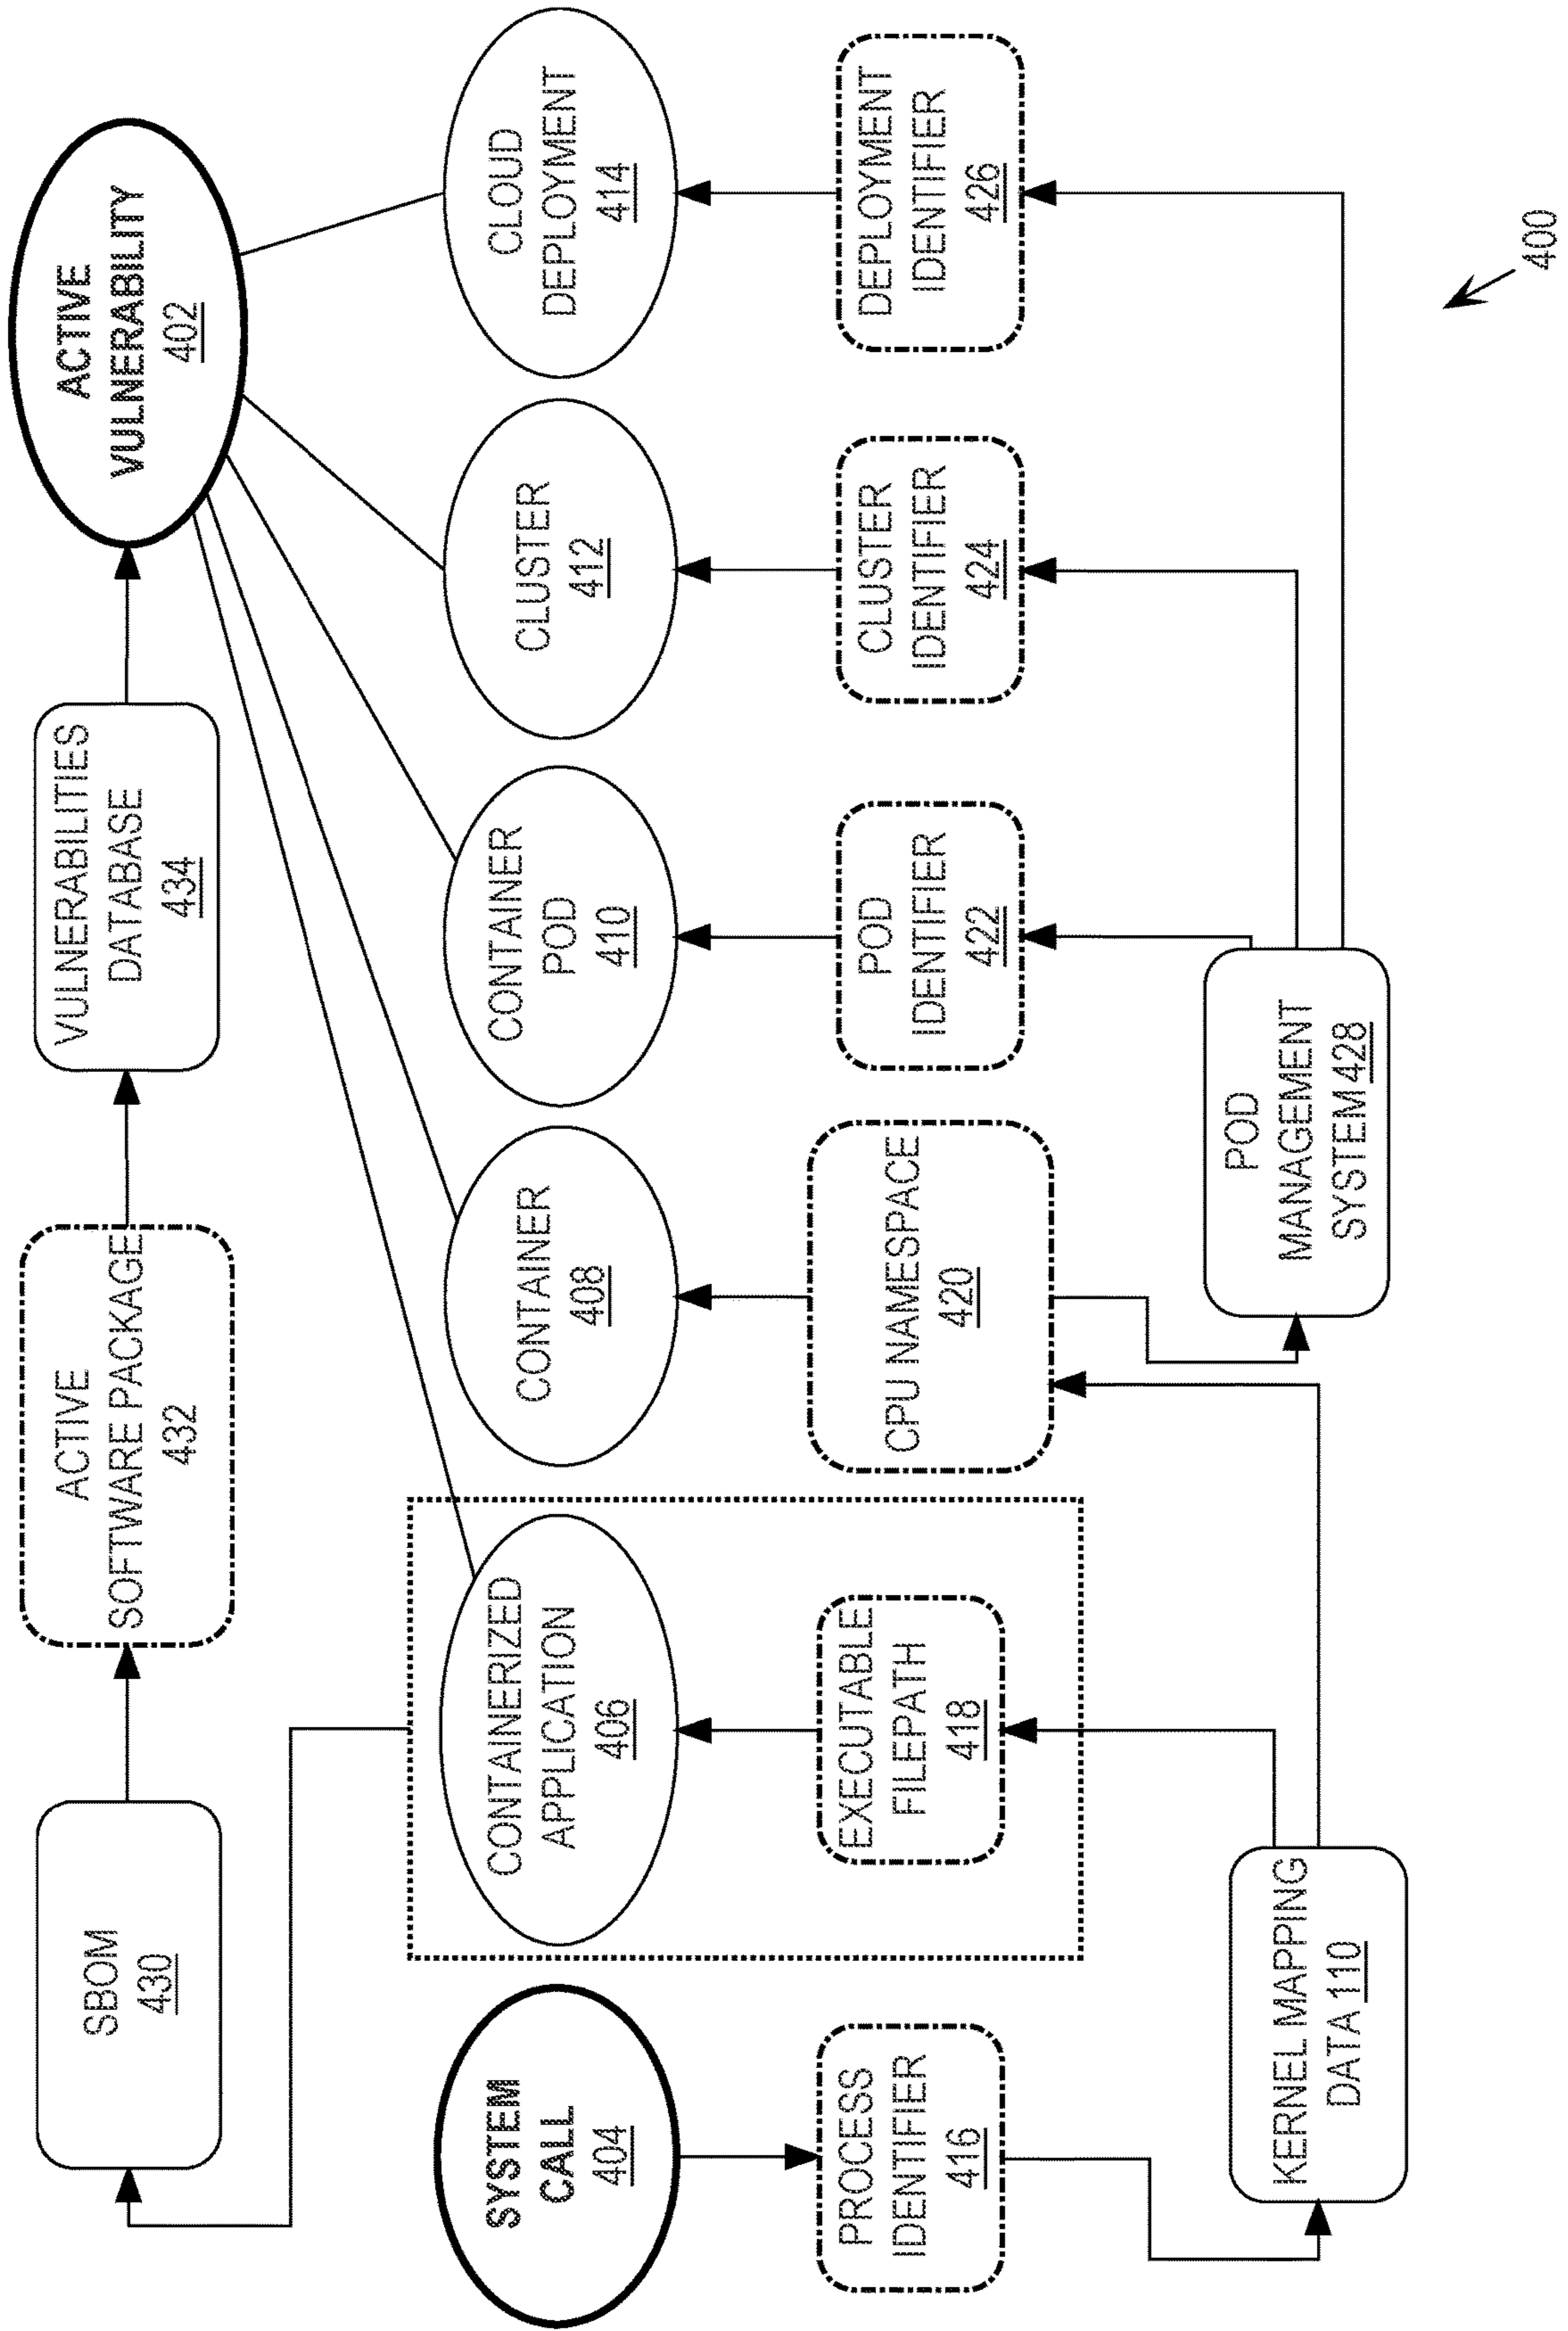 SBOM
430
ACTIVE
SOFTWARE PACKAGE
432
VULNERABILITIES
DATABASE
434
ACTIVE
VULNERABILITY
402
SYSTEM
CALL
404
CONTAINERIZED
APPLICATION
406
CONTAINER
408
CONTAINER
POD
410
CLUSTER
412
CLOUD
DEPLOYMENT
414
PROCESS
IDENTIFIER
416
EXECUTABLE
FILEPATH
418
CPU NAMESPACE
420
POD
IDENTIFIER
422
CLUSTER
IDENTIFIER
424
DEPLOYMENT
IDENTIFIER
426
KERNEL MAPPING
DATA 110
POD
MANAGEMENT
SYSTEM 428
400